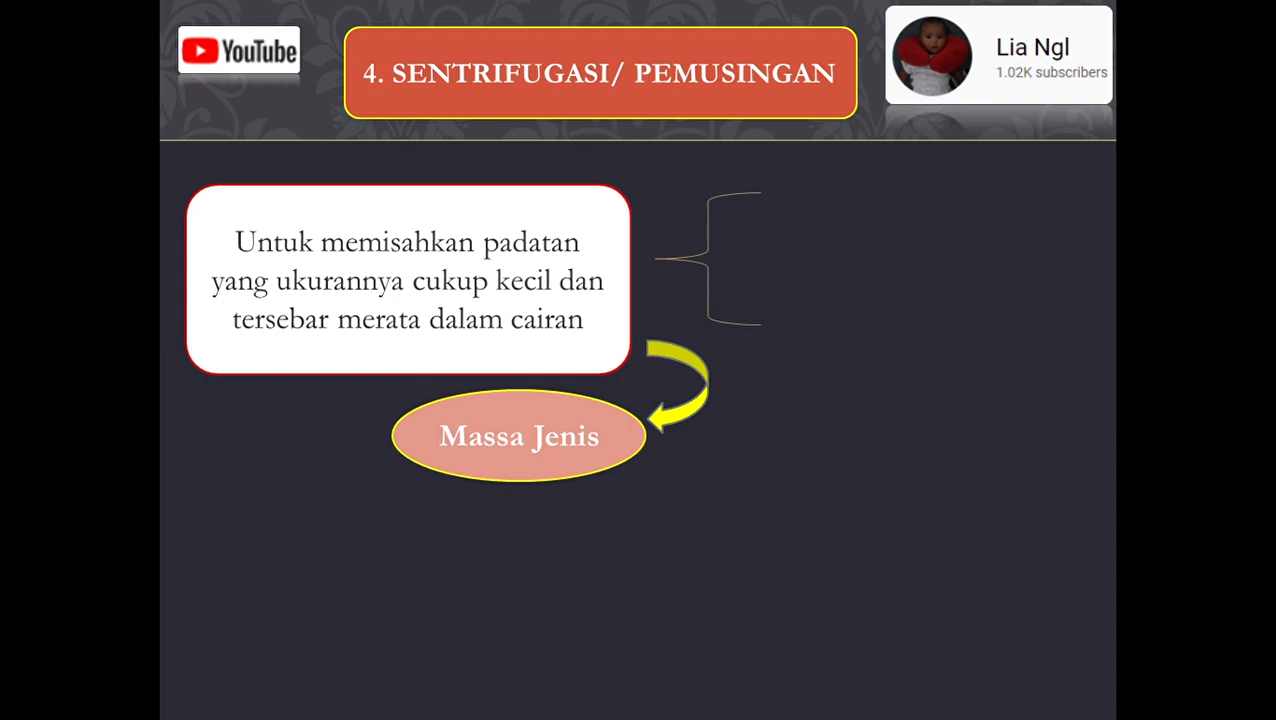 YouTube
4. SENTRIFUGASI/ PEMUSINGAN
Lia Ngl
1.02K subscribers
Untuk memisahkan padatan
yang ukurannya cukup kecil dan
tersebar merata dalam cairan
Massa Jenis